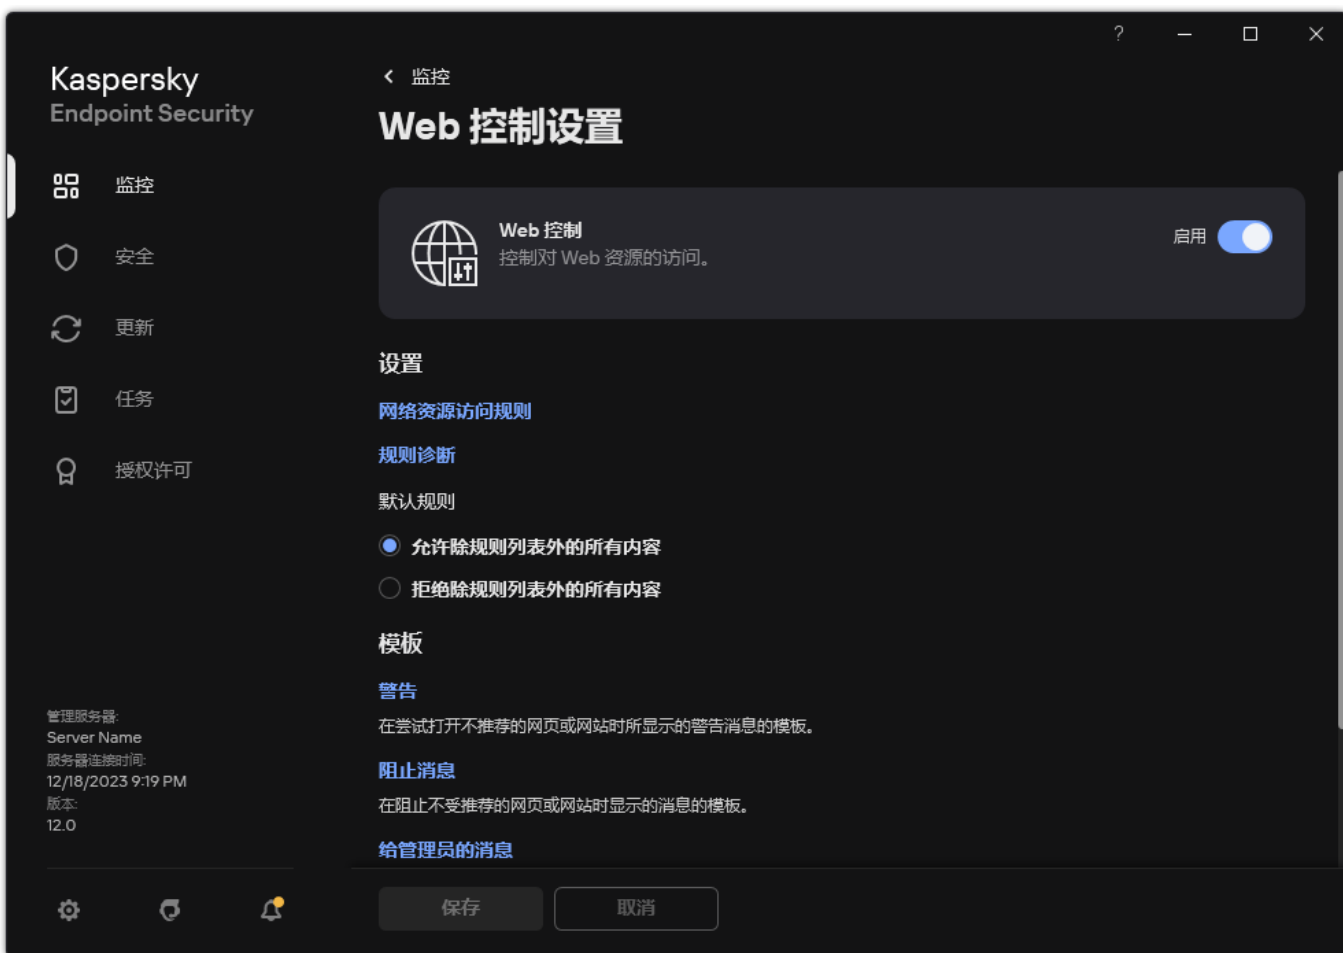 ?
Kaspersky
Endpoint Security
监控
安全
更新
任务
授权许可
管理服务器:
Server Name
服务器连接时间:
12/18/2023 9:19 PM
版本:
12.0
监控
Web 控制设置
Web 控制
控制对 Web 资源的访问。
启用
设置
网络资源访问规则
规则诊断
默认规则
允许除规则列表外的所有内容
拒绝除规则列表外的所有内容
模板
警告
在尝试打开不推荐的网页或网站时所显示的警告消息的模板。
阻止消息
在阻止不受推荐的网页或网站时显示的消息的模板。
给管理员的消息
保存
取消